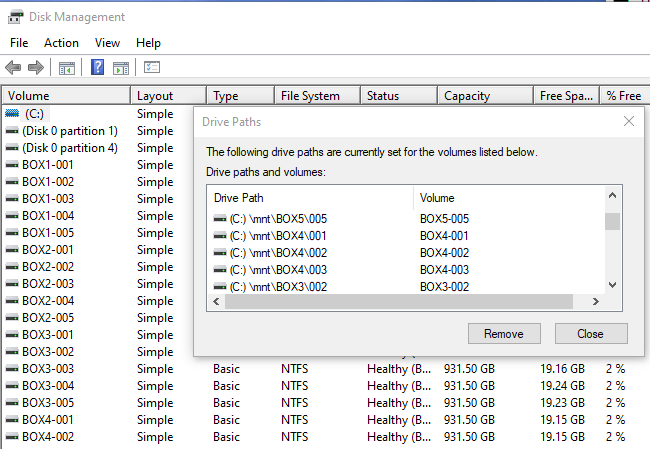 Disk Management
File Action View Help
Volume Layout Type File System Status Capacity Free Spa... % Free
(C:) Simple
(Disk 0 partition 1) Simple
(Disk 0 partition 4) Simple
BOX1-001 Simple
BOX1-002 Simple
BOX1-003 Simple
BOX1-004 Simple
BOX1-005 Simple
BOX2-001 Simple
BOX2-002 Simple
BOX2-003 Simple
BOX2-004 Simple
BOX2-005 Simple
BOX3-001 Simple
BOX3-002 Simple
BOX3-003 Simple Basic NTFS Healthy (B... 931.50 GB 19.16 GB 2 %
BOX3-004 Simple Basic NTFS Healthy (B... 931.50 GB 19.24 GB 2 %
BOX3-005 Simple Basic NTFS Healthy (B... 931.50 GB 19.23 GB 2 %
BOX4-001 Simple Basic NTFS Healthy (B... 931.50 GB 19.15 GB 2 %
BOX4-002 Simple Basic NTFS Healthy (B... 931.50 GB 19.15 GB 2 %
Drive Paths
The following drive paths are currently set for the volumes listed below.
Drive paths and volumes:
Drive Path Volume
(C:) \mnt\BOX5\005 BOX5-005
(C:) \mnt\BOX4\001 BOX4-001
(C:) \mnt\BOX4\002 BOX4-002
(C:) \mnt\BOX4\003 BOX4-003
(C:) \mnt\BOX3\002 BOX3-002
Remove Close